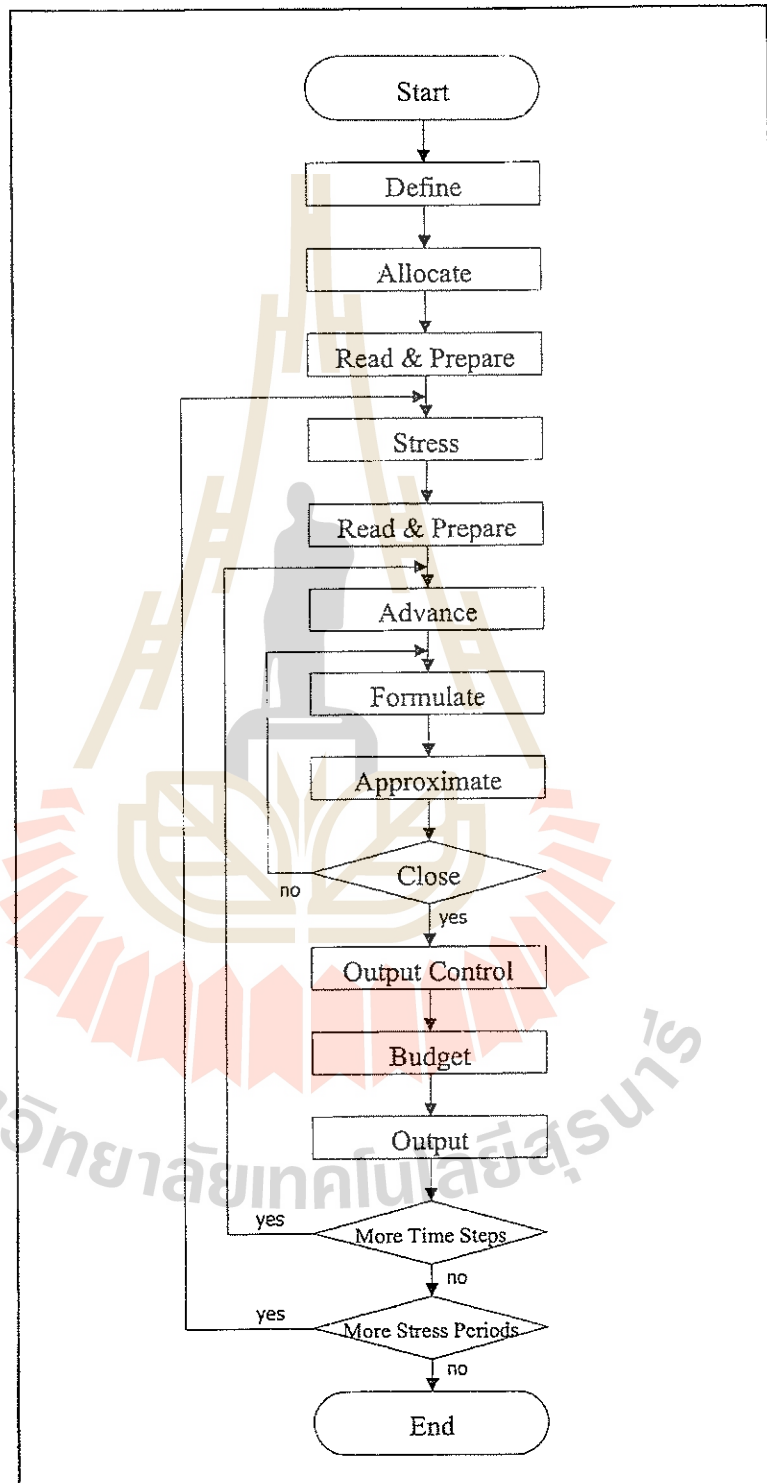 Start
Define
Allocate
Read & Prepare
Stress
Read & Prepare
Advance
Formulate
Approximate
Close
no
yes
Output Control
Budget
Output
วิทยาลัยเทคโนโลยีสุรนาร
yes
More Time Steps
no
yes
More Stress Periods
no
End